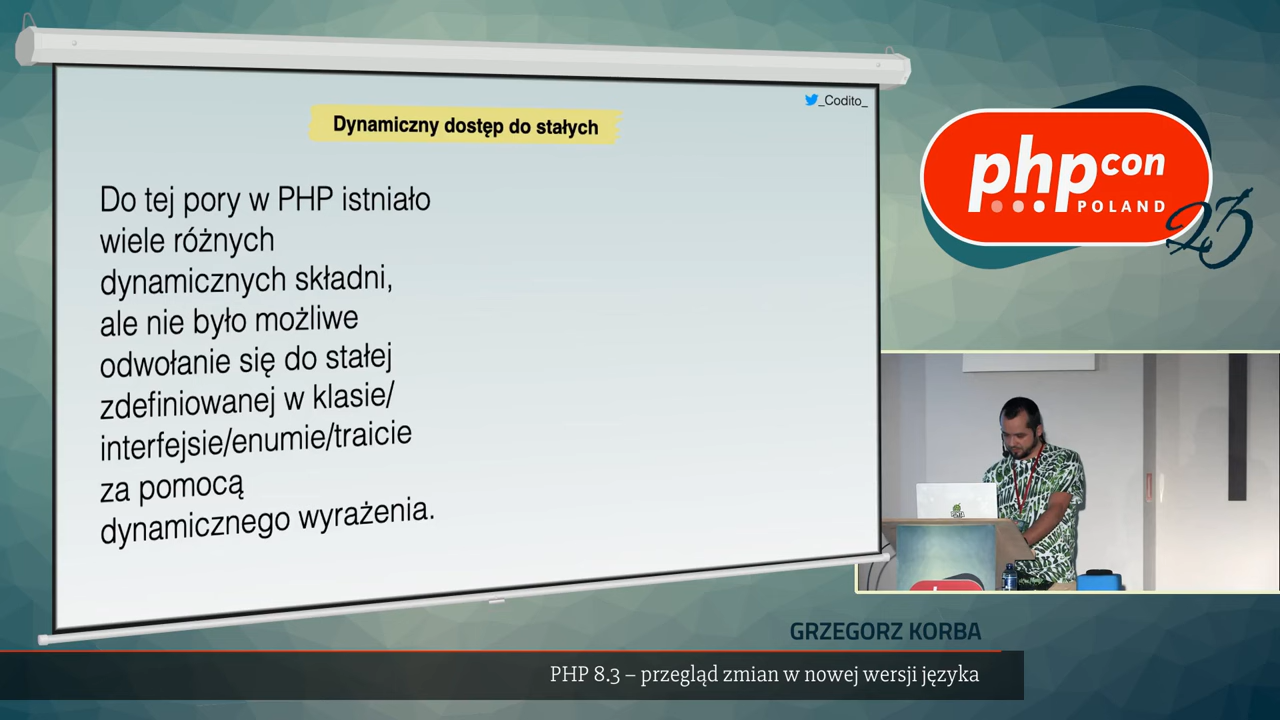 _Codito_
Dynamiczny dostęp do stałych
Do tej pory w PHP istniało
wiele różnych
dynamicznych składni,
ale nie było możliwe
odwołanie się do stałej
zdefiniowanej w klasie/
interfejsie/enumie/traicie
za pomocą
dynamicznego wyrażenia.
phpcon
POLAND
23
GRZEGORZ KORBA
PHP 8.3 – przegląd zmian w nowej wersji języka